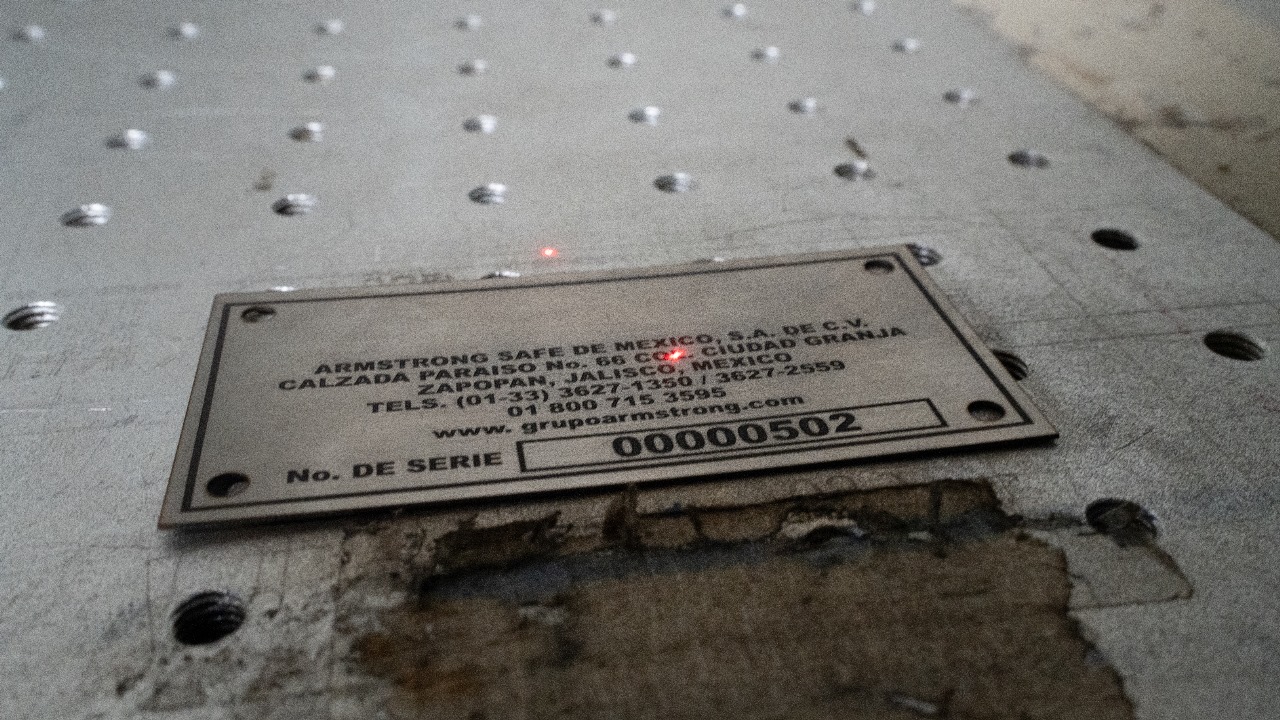 ARMSTRONG SAFE DE MEXICO, S.A. DE C.V.
CALZADA PARAISO No. 66 COL. CIUDAD GRANJA
ZAPOPAN, JALISCO, MEXICO
TELS. (01-33) 3627-1350 / 3627-2559
01 800 715 3595
www. grupoarmstrong.com
No. DE SERIE 00000502